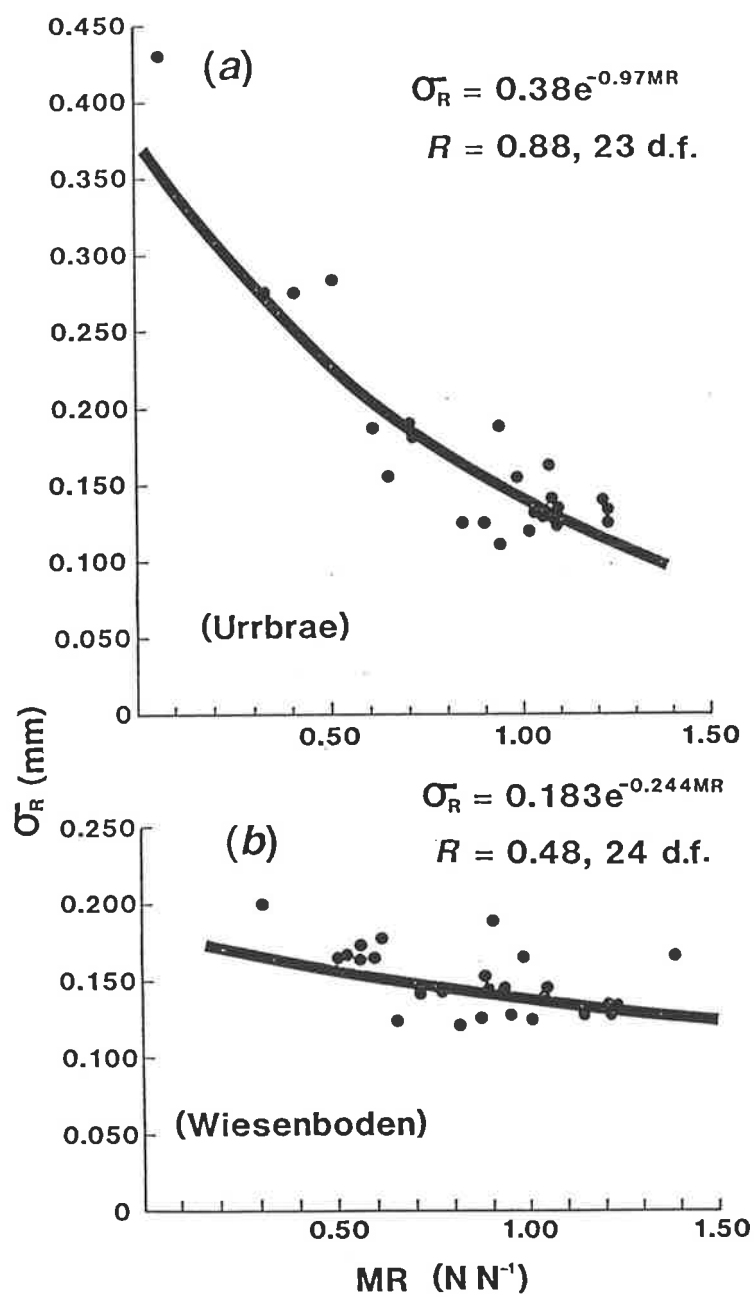 0.450
(a)
σR = 0.38e^-0.97MR
0.400
R = 0.88, 23 d.f.
0.350
0.300
0.250
0.200
0.150
0.100
(Urrbrae)
0.050
0
0.50 1.00 1.50
σR (mm)
σR = 0.183e^-0.244MR
0.250
(b)
R = 0.48, 24 d.f.
0.200
0.150
0.100
(Wiesenboden)
0.050
0
0.50 1.00 1.50
MR (N N⁻¹)